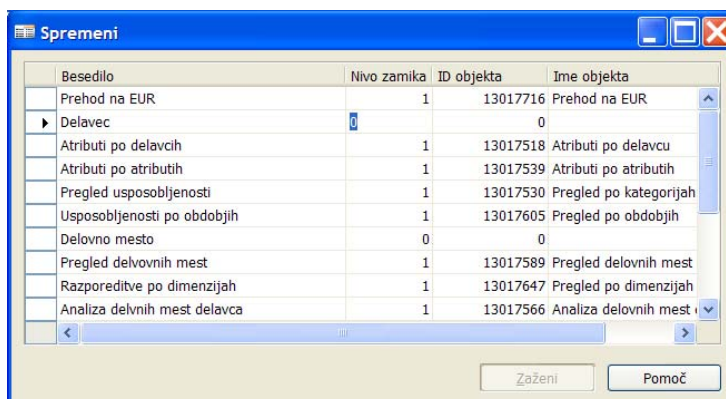 Spremeni
Besedilo Nivo zamika ID objekta Ime objekta
Prehod na EUR 1 13017716 Prehod na EUR
Delavec 0 0
Atributi po delavcih 1 13017518 Atributi po delavcu
Atributi po atributih 1 13017539 Atributi po atributih
Pregled usposobljenosti 1 13017530 Pregled po kategorijah
Usposobljenosti po obdobjih 1 13017605 Pregled po obdobjih
Delovno mesto 0 0
Pregled delvovnih mest 1 13017589 Pregled delovnih mest
Razporeditve po dimenzijah 1 13017647 Pregled po dimenzijah
Analiza delvnih mest delavca 1 13017566 Analiza delovnih mest
Zaženi Pomoč